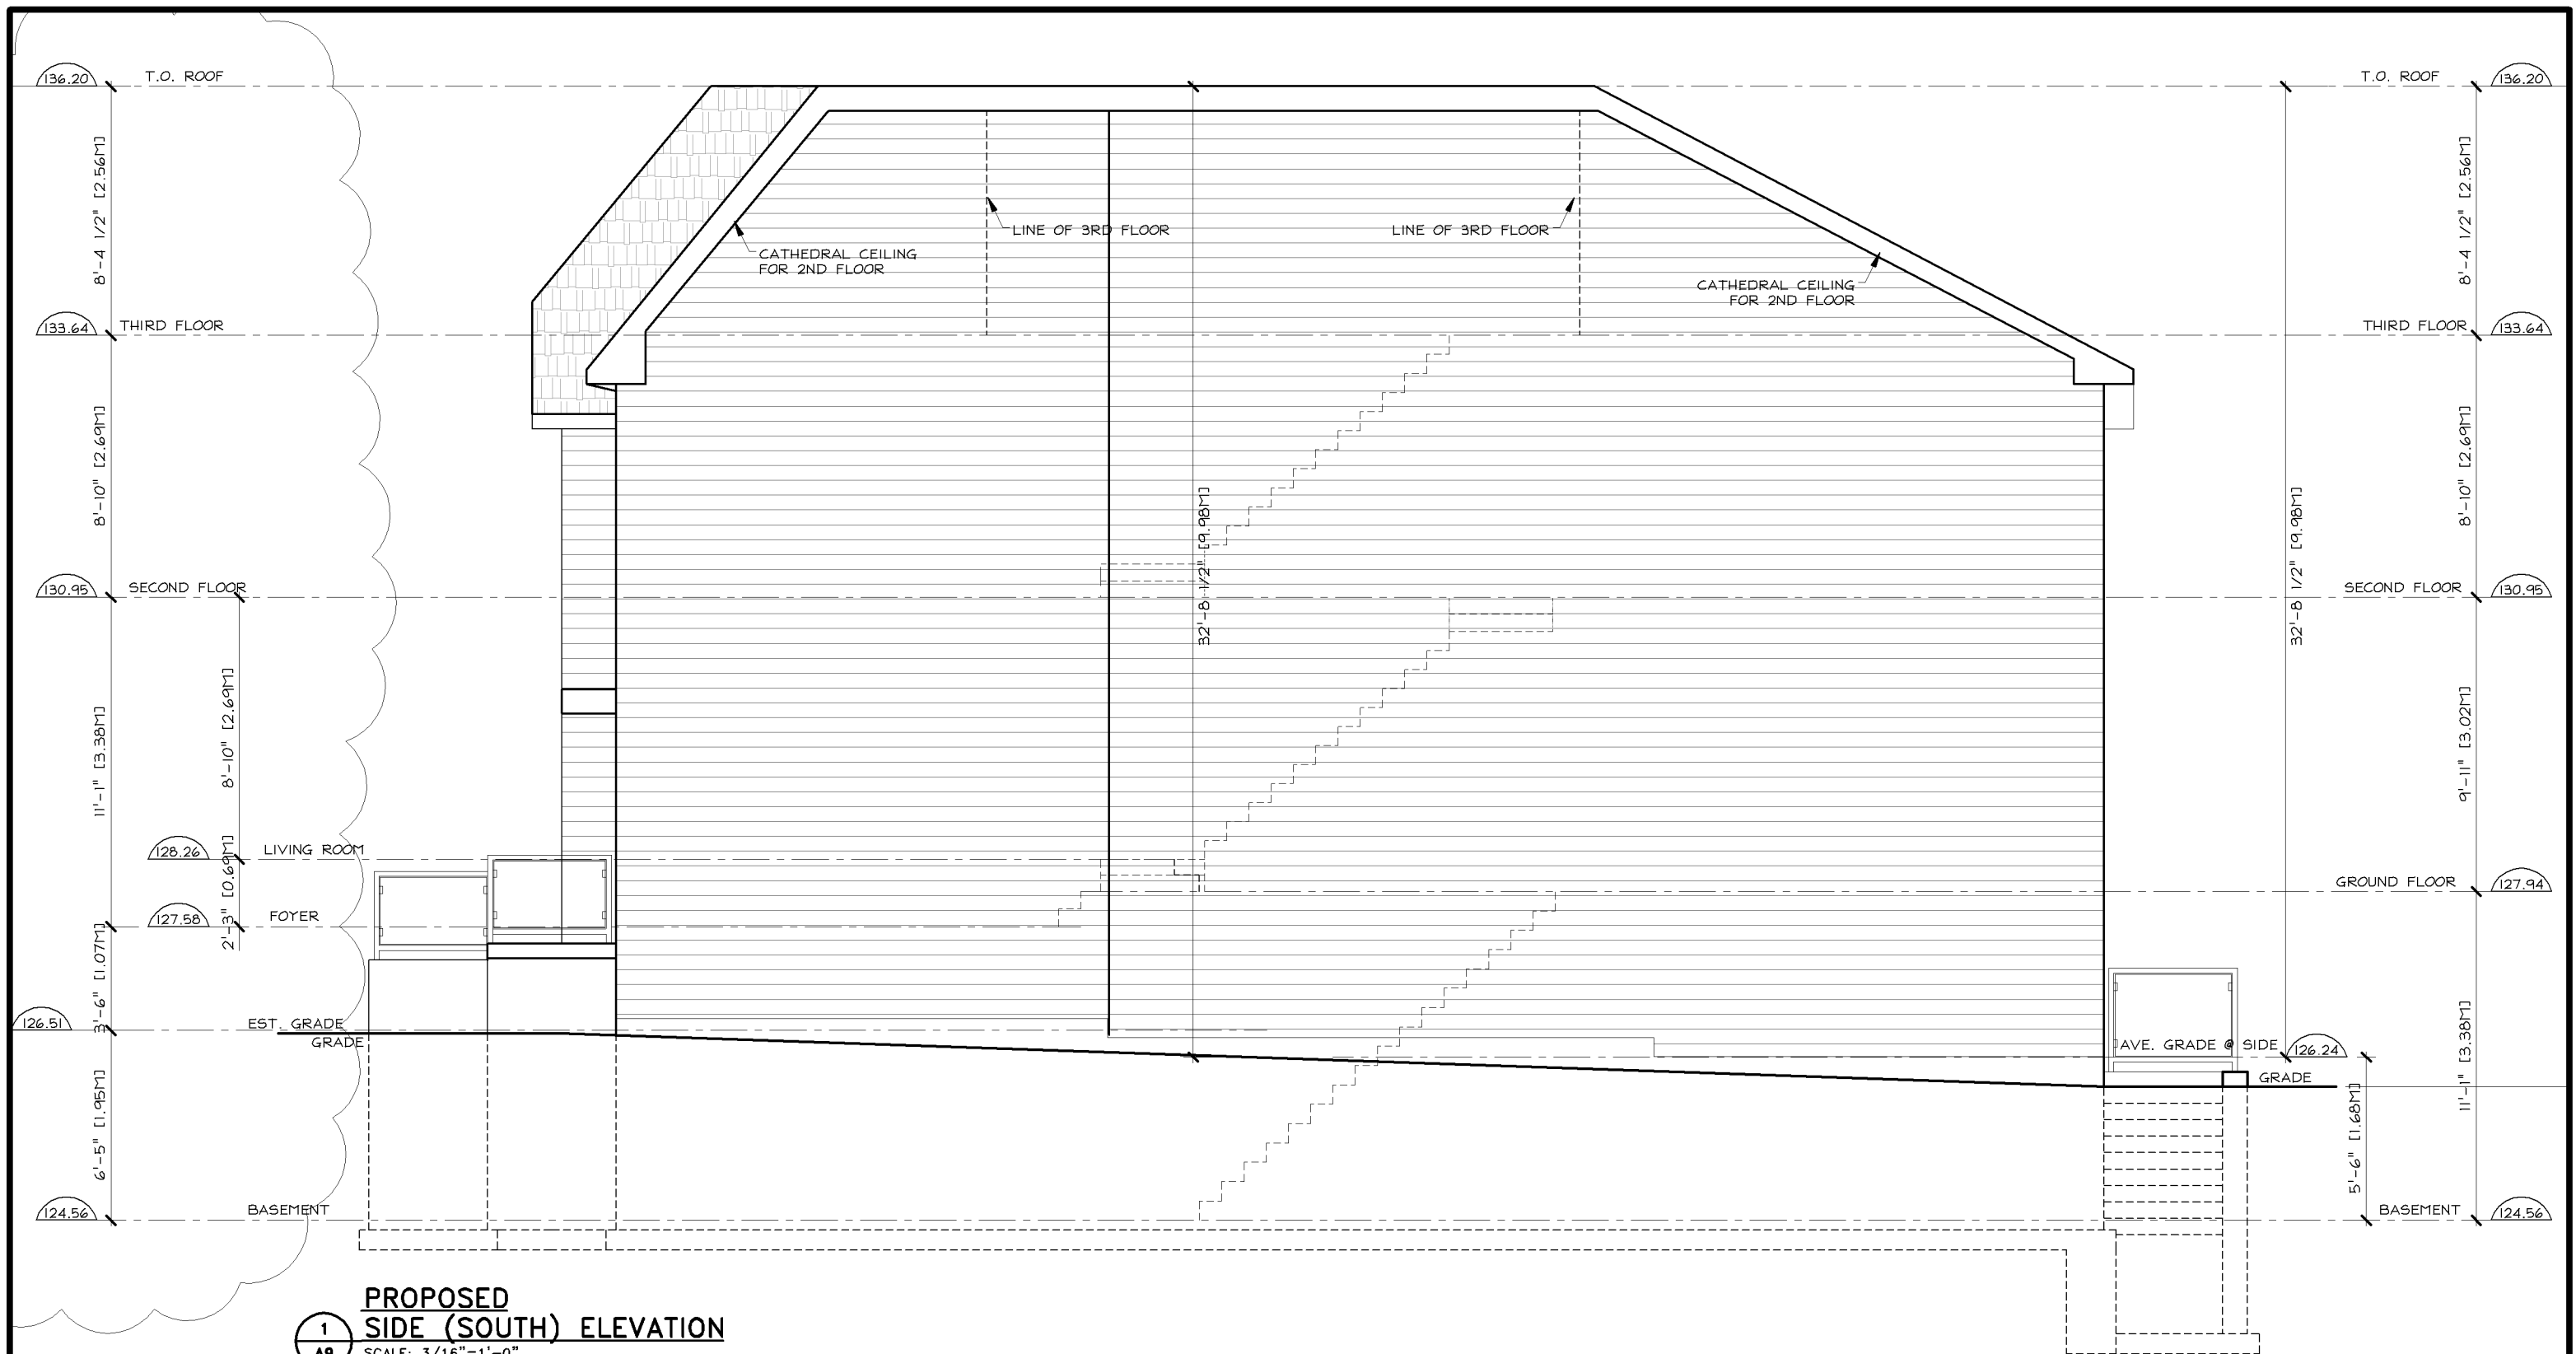 136.20 T.O. ROOF
T.O. ROOF 136.20
8'-4 1/2" [2.56M]
8'-4 1/2" [2.56M]
LINE OF 3RD FLOOR
LINE OF 3RD FLOOR
CATHEDRAL CEILING
FOR 2ND FLOOR
CATHEDRAL CEILING
FOR 2ND FLOOR
133.64 THIRD FLOOR
THIRD FLOOR 133.64
8'-10" [2.69M]
32'-8 1/2" [9.98M]
32'-8 1/2" [9.98M]
8'-10" [2.69M]
130.95 SECOND FLOOR
SECOND FLOOR 130.95
11'-1" [3.38M]
8'-10" [2.69M]
9'-11" [3.02M]
128.26 LIVING ROOM
2'-3" [0.69M]
GROUND FLOOR 127.94
127.58 FOYER
3'-6" [1.07M]
126.51 EST. GRADE
GRADE
AVE. GRADE @ SIDE 126.24
GRADE
11'-1" [3.38M]
6'-5" [1.95M]
5'-6" [1.68M]
124.56 BASEMENT
BASEMENT 124.56
PROPOSED
1 SIDE (SOUTH) ELEVATION
A9 SCALE: 3/16"=1'-0"